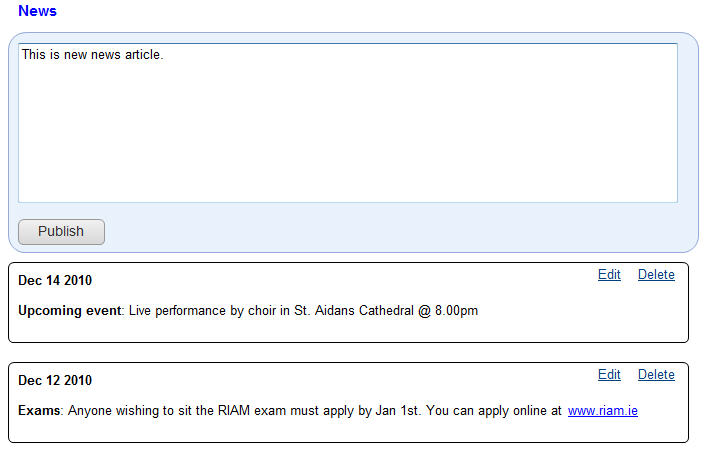 News
This is new news article.
Publish
Dec 14 2010 Edit Delete
Upcoming event: Live performance by choir in St. Aidans Cathedral @ 8.00pm
Dec 12 2010 Edit Delete
Exams: Anyone wishing to sit the RIAM exam must apply by Jan 1st. You can apply online at www.riam.ie